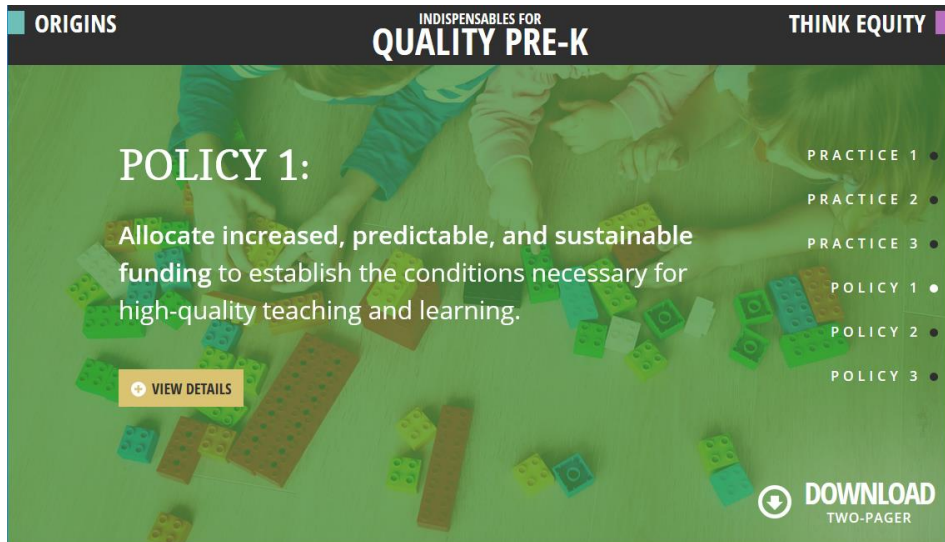 ORIGINS
INDISPENSABLES FOR
QUALITY PRE-K
THINK EQUITY
POLICY 1:
Allocate increased, predictable, and sustainable
funding to establish the conditions necessary for
high-quality teaching and learning.
VIEW DETAILS
PRACTICE 1
PRACTICE 2
PRACTICE 3
POLICY 1
POLICY 2
POLICY 3
DOWNLOAD
TWO-PAGER